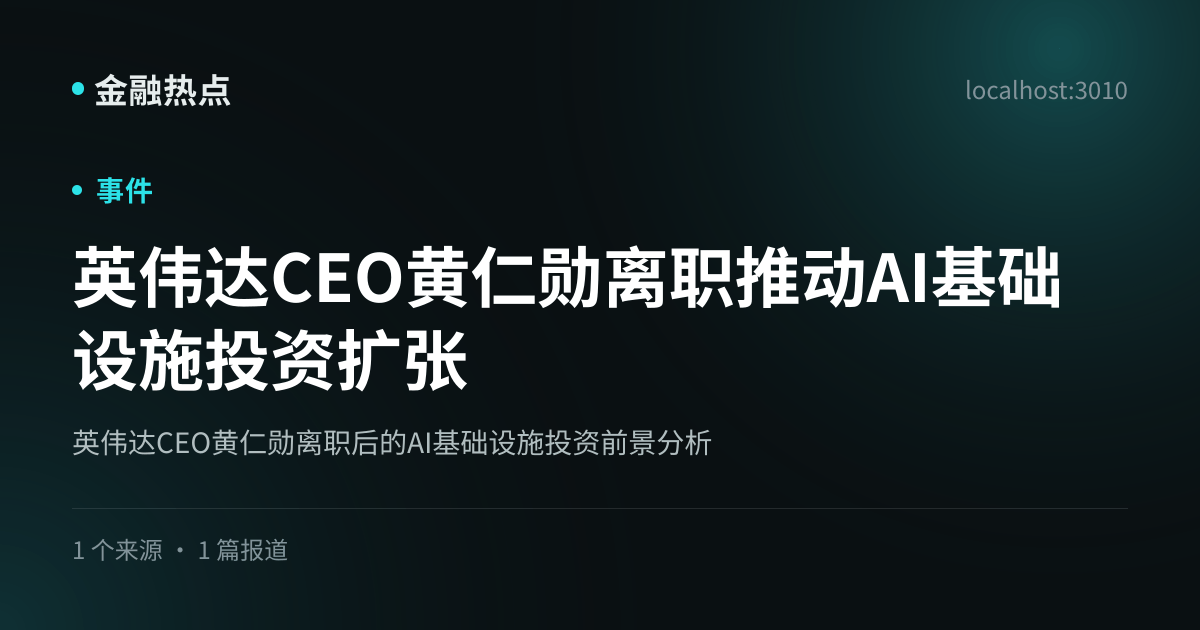 金融热点
localhost:3010
事件
英伟达CEO黄仁勋离职推动AI基础
设施投资扩张
英伟达CEO黄仁勋离职后的AI基础设施投资前景分析
1 个来源 · 1 篇报道